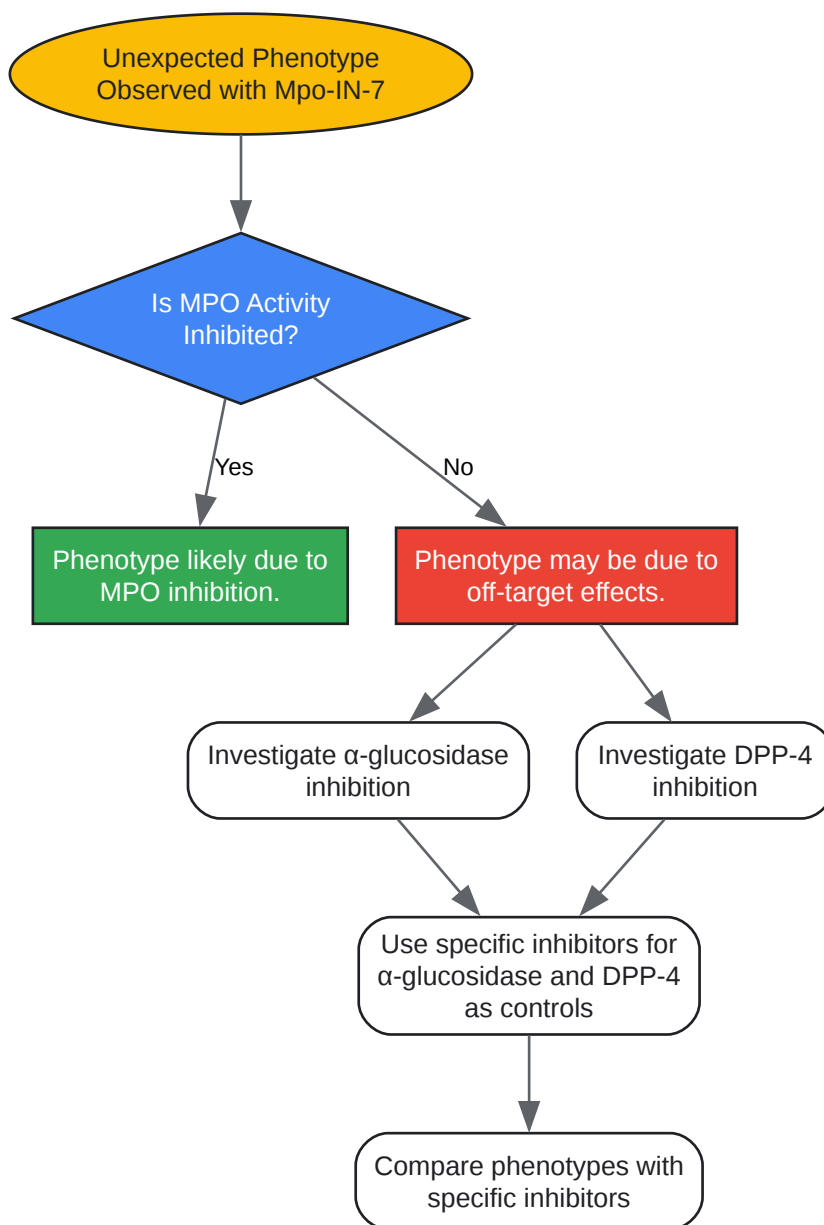 Unexpected Phenotype
Observed with Mpo-IN-7
Is MPO Activity
Inhibited?
Yes
No
Phenotype likely due to
MPO inhibition.
Phenotype may be due to
off-target effects.
Investigate α-glucosidase
inhibition
Investigate DPP-4
inhibition
Use specific inhibitors for
α-glucosidase and DPP-4
as controls
Compare phenotypes with
specific inhibitors